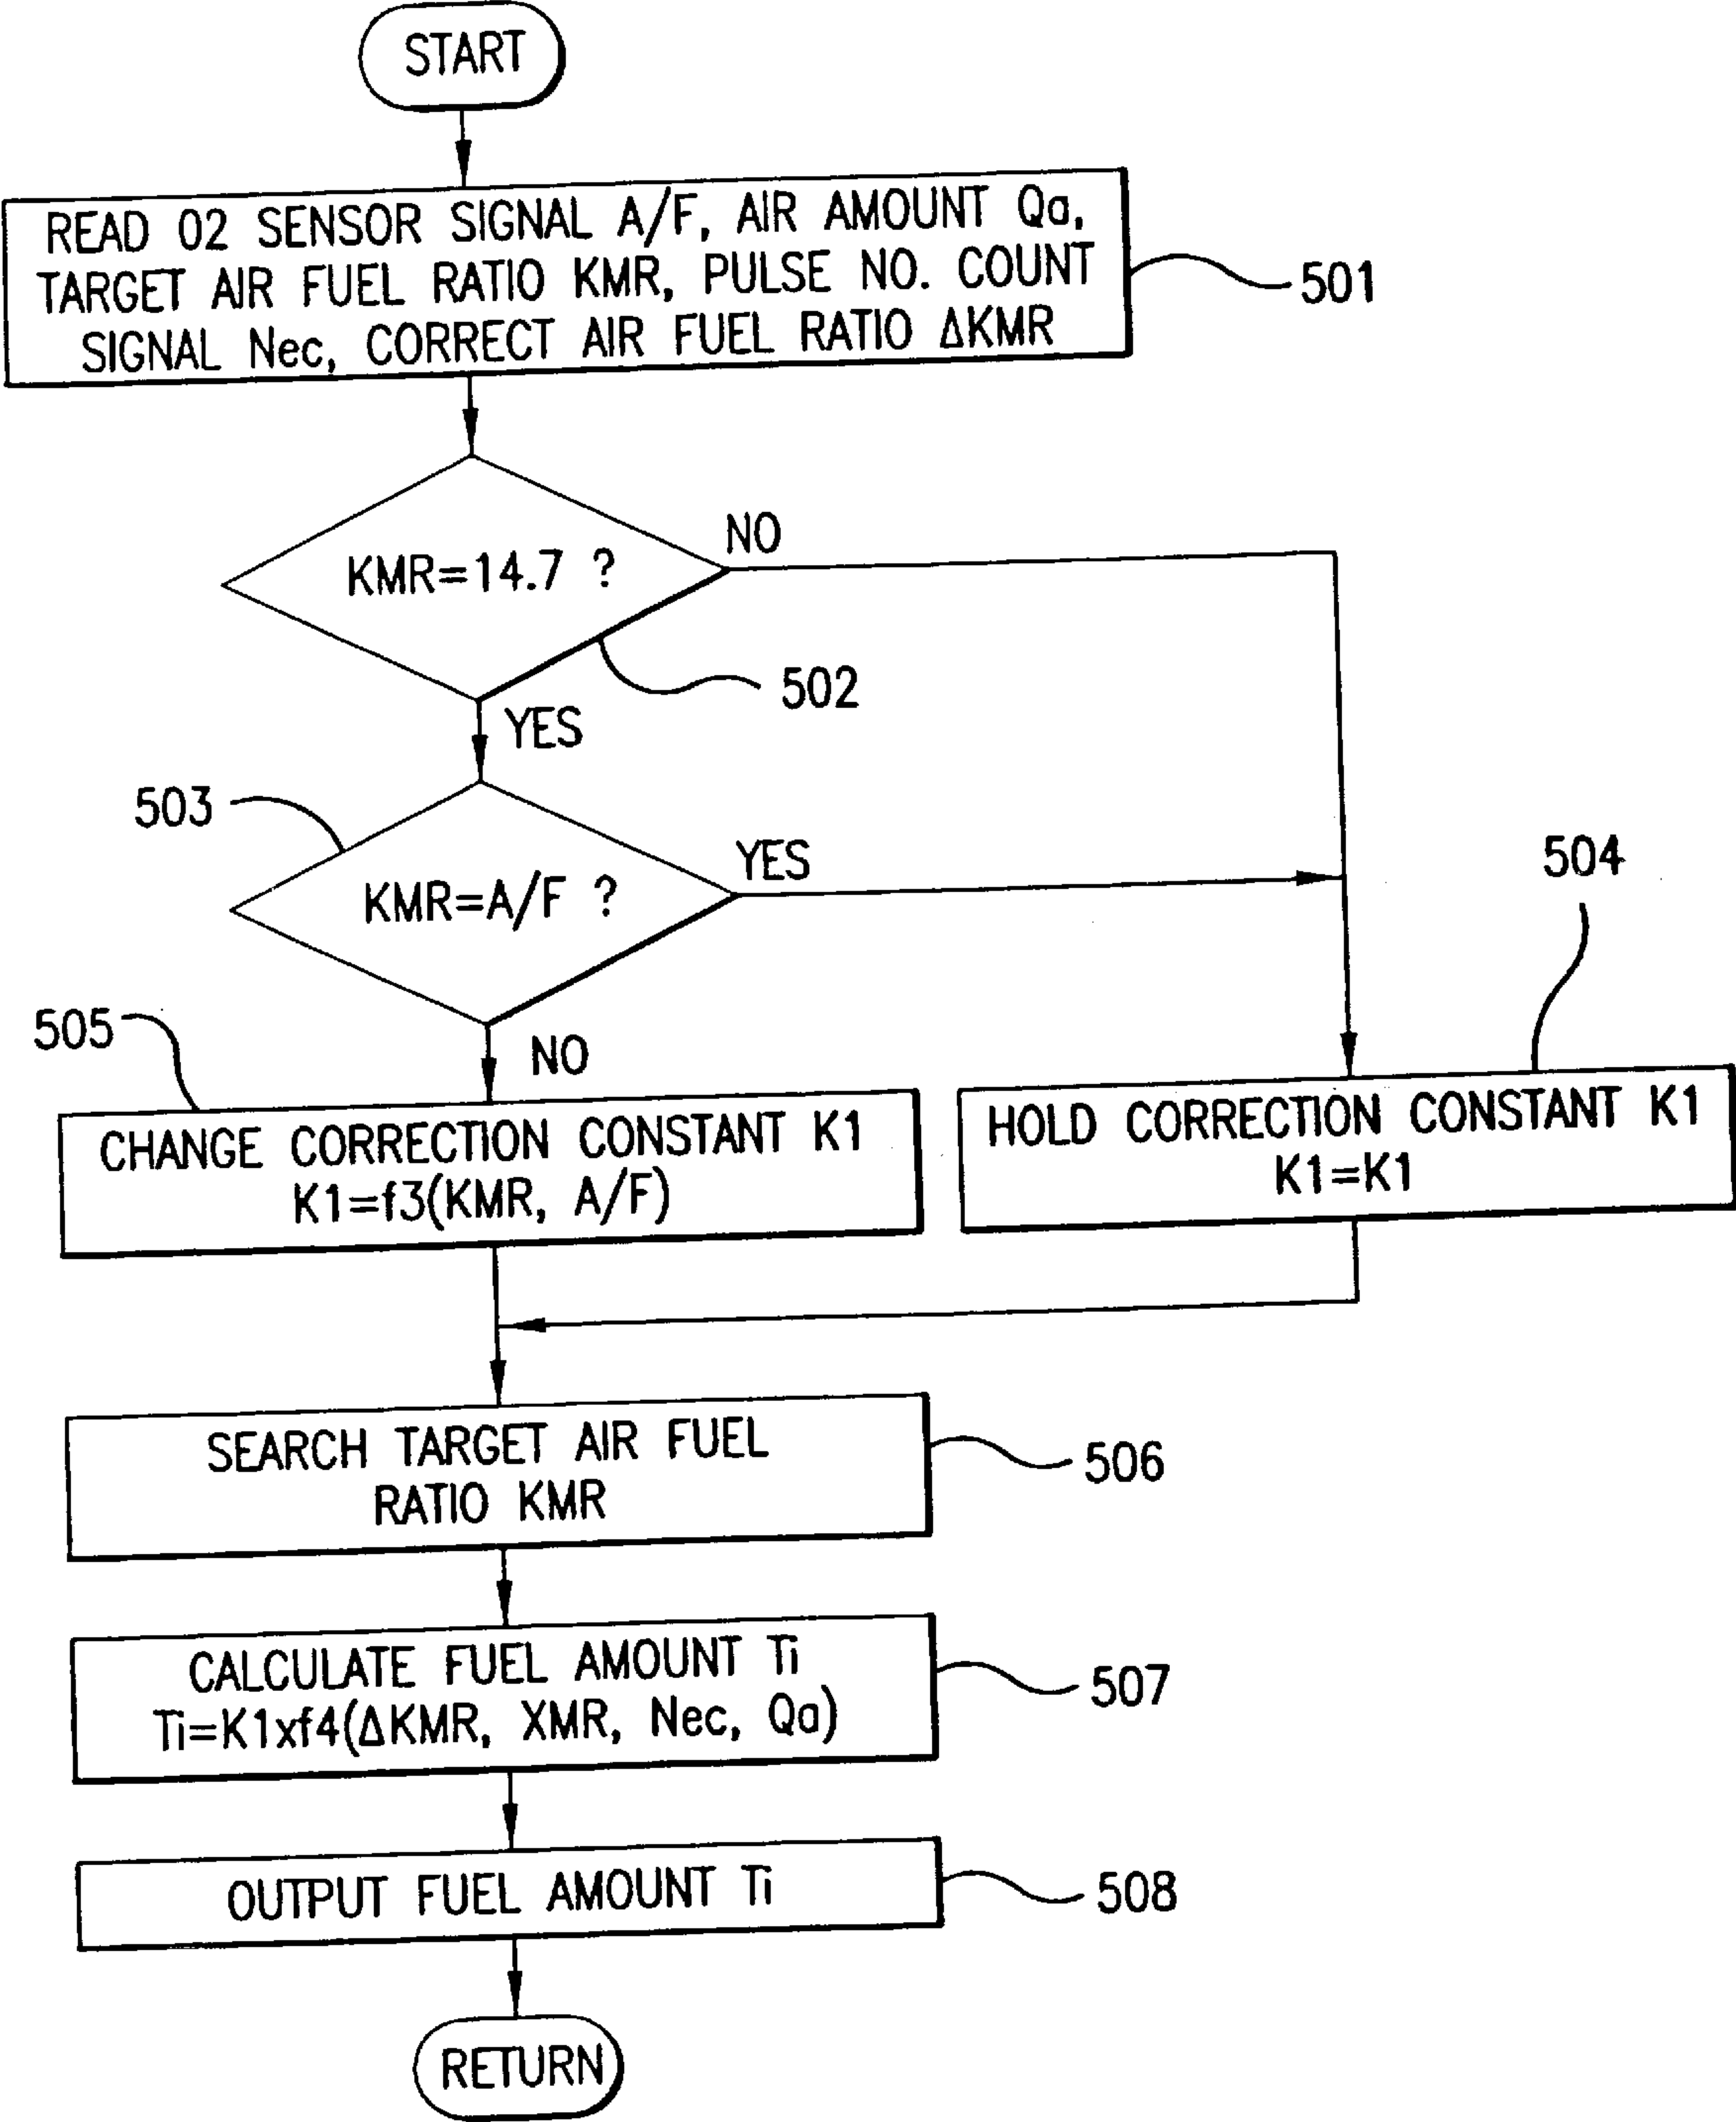 START
READ O2 SENSOR SIGNAL A/F, AIR AMOUNT Qa,
TARGET AIR FUEL RATIO KMR, PULSE NO. COUNT
SIGNAL Nec, CORRECT AIR FUEL RATIO ΔKMR
501
KMR=14.7 ?
NO
502
YES
503
KMR=A/F ?
YES
504
505
NO
CHANGE CORRECTION CONSTANT K1
K1=f3(KMR, A/F)
HOLD CORRECTION CONSTANT K1
K1=K1
SEARCH TARGET AIR FUEL
RATIO KMR
506
CALCULATE FUEL AMOUNT Ti
Ti=K1xf4(ΔKMR, XMR, Nec, Qa)
507
OUTPUT FUEL AMOUNT Ti
508
RETURN